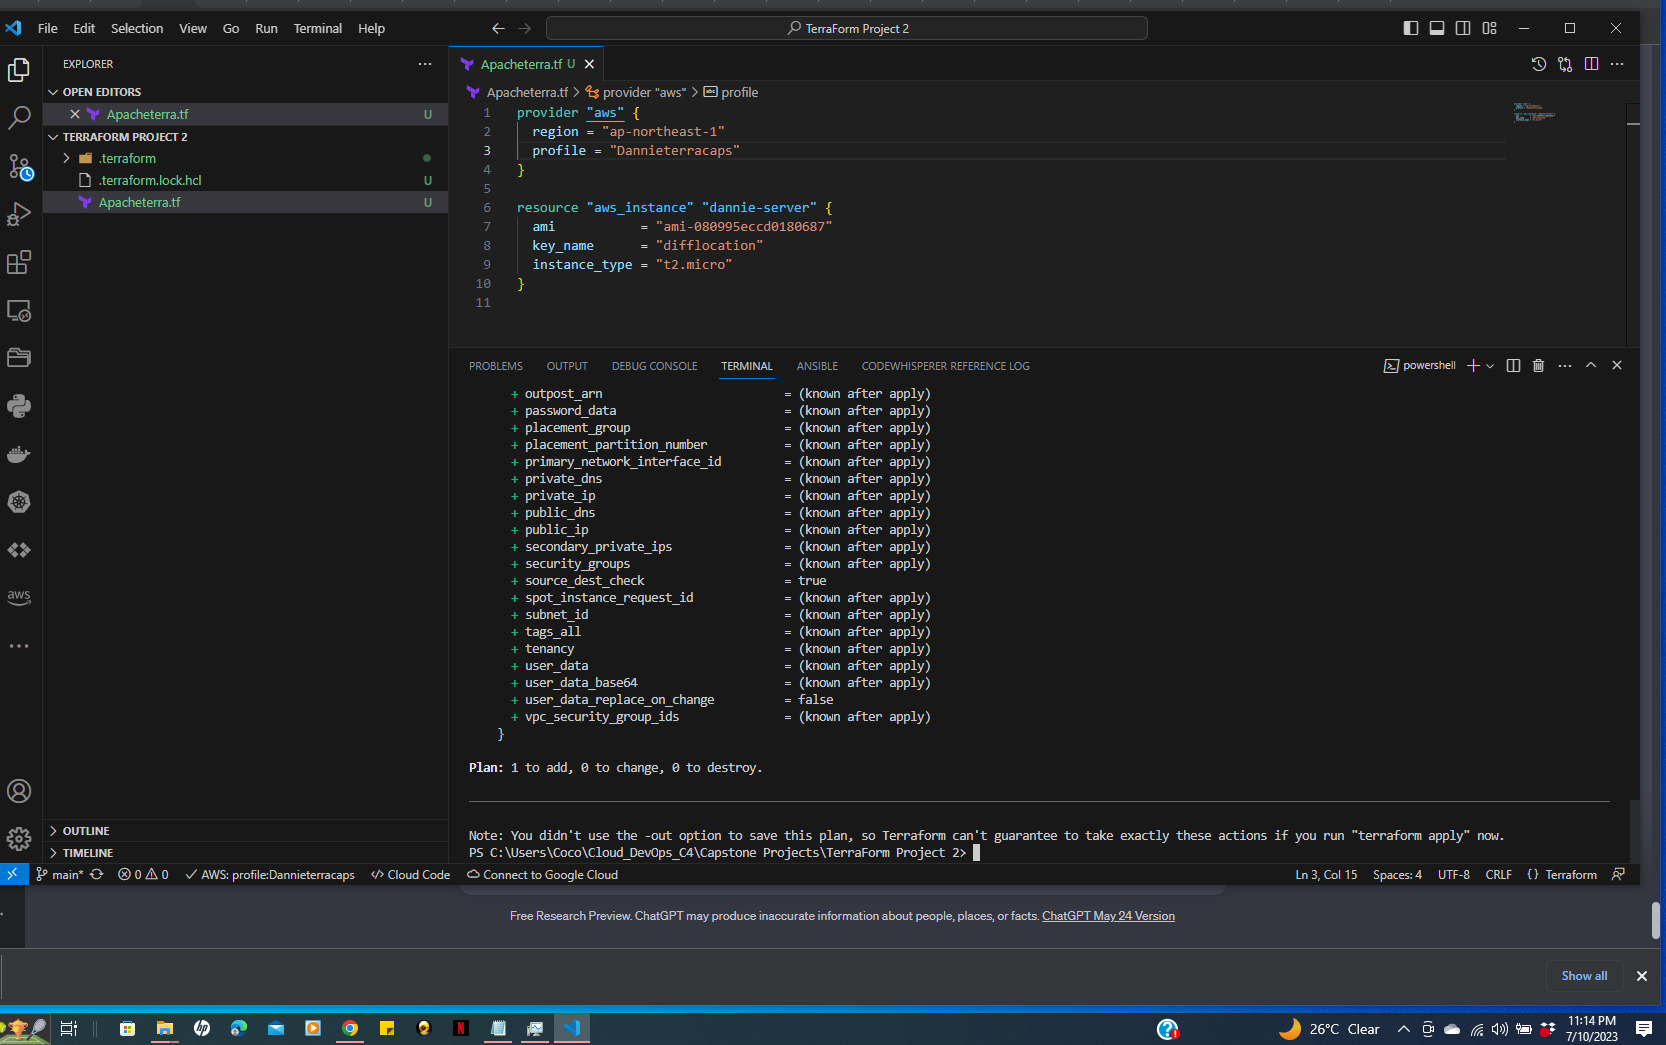 File Edit Selection View Go Run Terminal Help
TerraForm Project 2
EXPLORER
OPEN EDITORS
Apacheterra.tf U
TERRAFORM PROJECT 2
.terraform
.terraform.lock.hcl U
Apacheterra.tf U
OUTLINE
TIMELINE
Apacheterra.tf U
Apacheterra.tf > provider "aws" > profile
1 provider "aws" {
2 region = "ap-northeast-1"
3 profile = "Dannieterracaps"
4 }
5
6 resource "aws_instance" "dannie-server" {
7 ami = "ami-080995eccd0180687"
8 key_name = "difflocation"
9 instance_type = "t2.micro"
10 }
11
PROBLEMS OUTPUT DEBUG CONSOLE TERMINAL ANSIBLE CODEWHISPERER REFERENCE LOG
powershell
+ outpost_arn = (known after apply)
+ password_data = (known after apply)
+ placement_group = (known after apply)
+ placement_partition_number = (known after apply)
+ primary_network_interface_id = (known after apply)
+ private_dns = (known after apply)
+ private_ip = (known after apply)
+ public_dns = (known after apply)
+ public_ip = (known after apply)
+ secondary_private_ips = (known after apply)
+ security_groups = (known after apply)
+ source_dest_check = true
+ spot_instance_request_id = (known after apply)
+ subnet_id = (known after apply)
+ tags_all = (known after apply)
+ tenancy = (known after apply)
+ user_data = (known after apply)
+ user_data_base64 = (known after apply)
+ user_data_replace_on_change = false
+ vpc_security_group_ids = (known after apply)
}
Plan: 1 to add, 0 to change, 0 to destroy.
Note: You didn't use the -out option to save this plan, so Terraform can't guarantee to take exactly these actions if you run "terraform apply" now.
PS C:\Users\Coco\Cloud_DevOps_C4\Capstone Projects\TerraForm Project 2>
aws
main* 0 0 AWS: profile:Dannieterracaps Cloud Code Connect to Google Cloud
Ln 3, Col 15 Spaces: 4 UTF-8 CRLF {} Terraform
Free Research Preview. ChatGPT may produce inaccurate information about people, places, or facts. ChatGPT May 24 Version
Show all
hp
N
26°C Clear
11:14 PM
7/10/2023